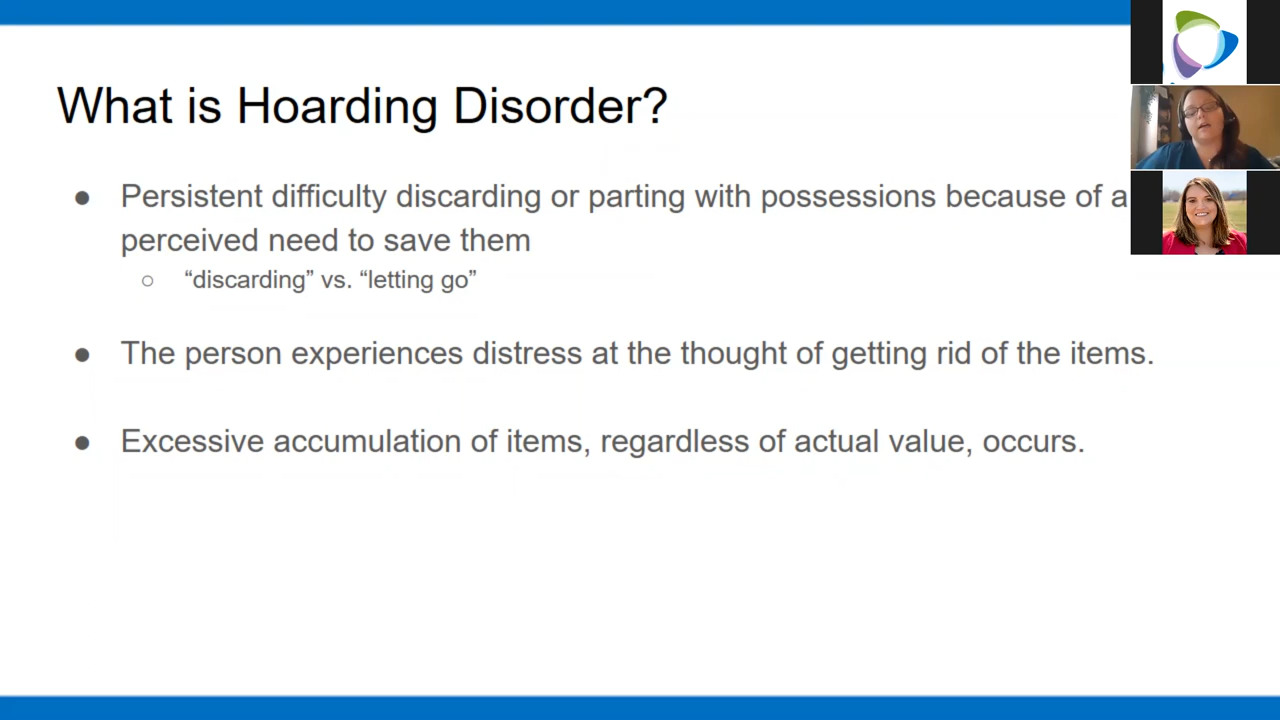 What is Hoarding Disorder?
● Persistent difficulty discarding or parting with possessions because of a
perceived need to save them
○ “discarding” vs. “letting go”
● The person experiences distress at the thought of getting rid of the items.
● Excessive accumulation of items, regardless of actual value, occurs.